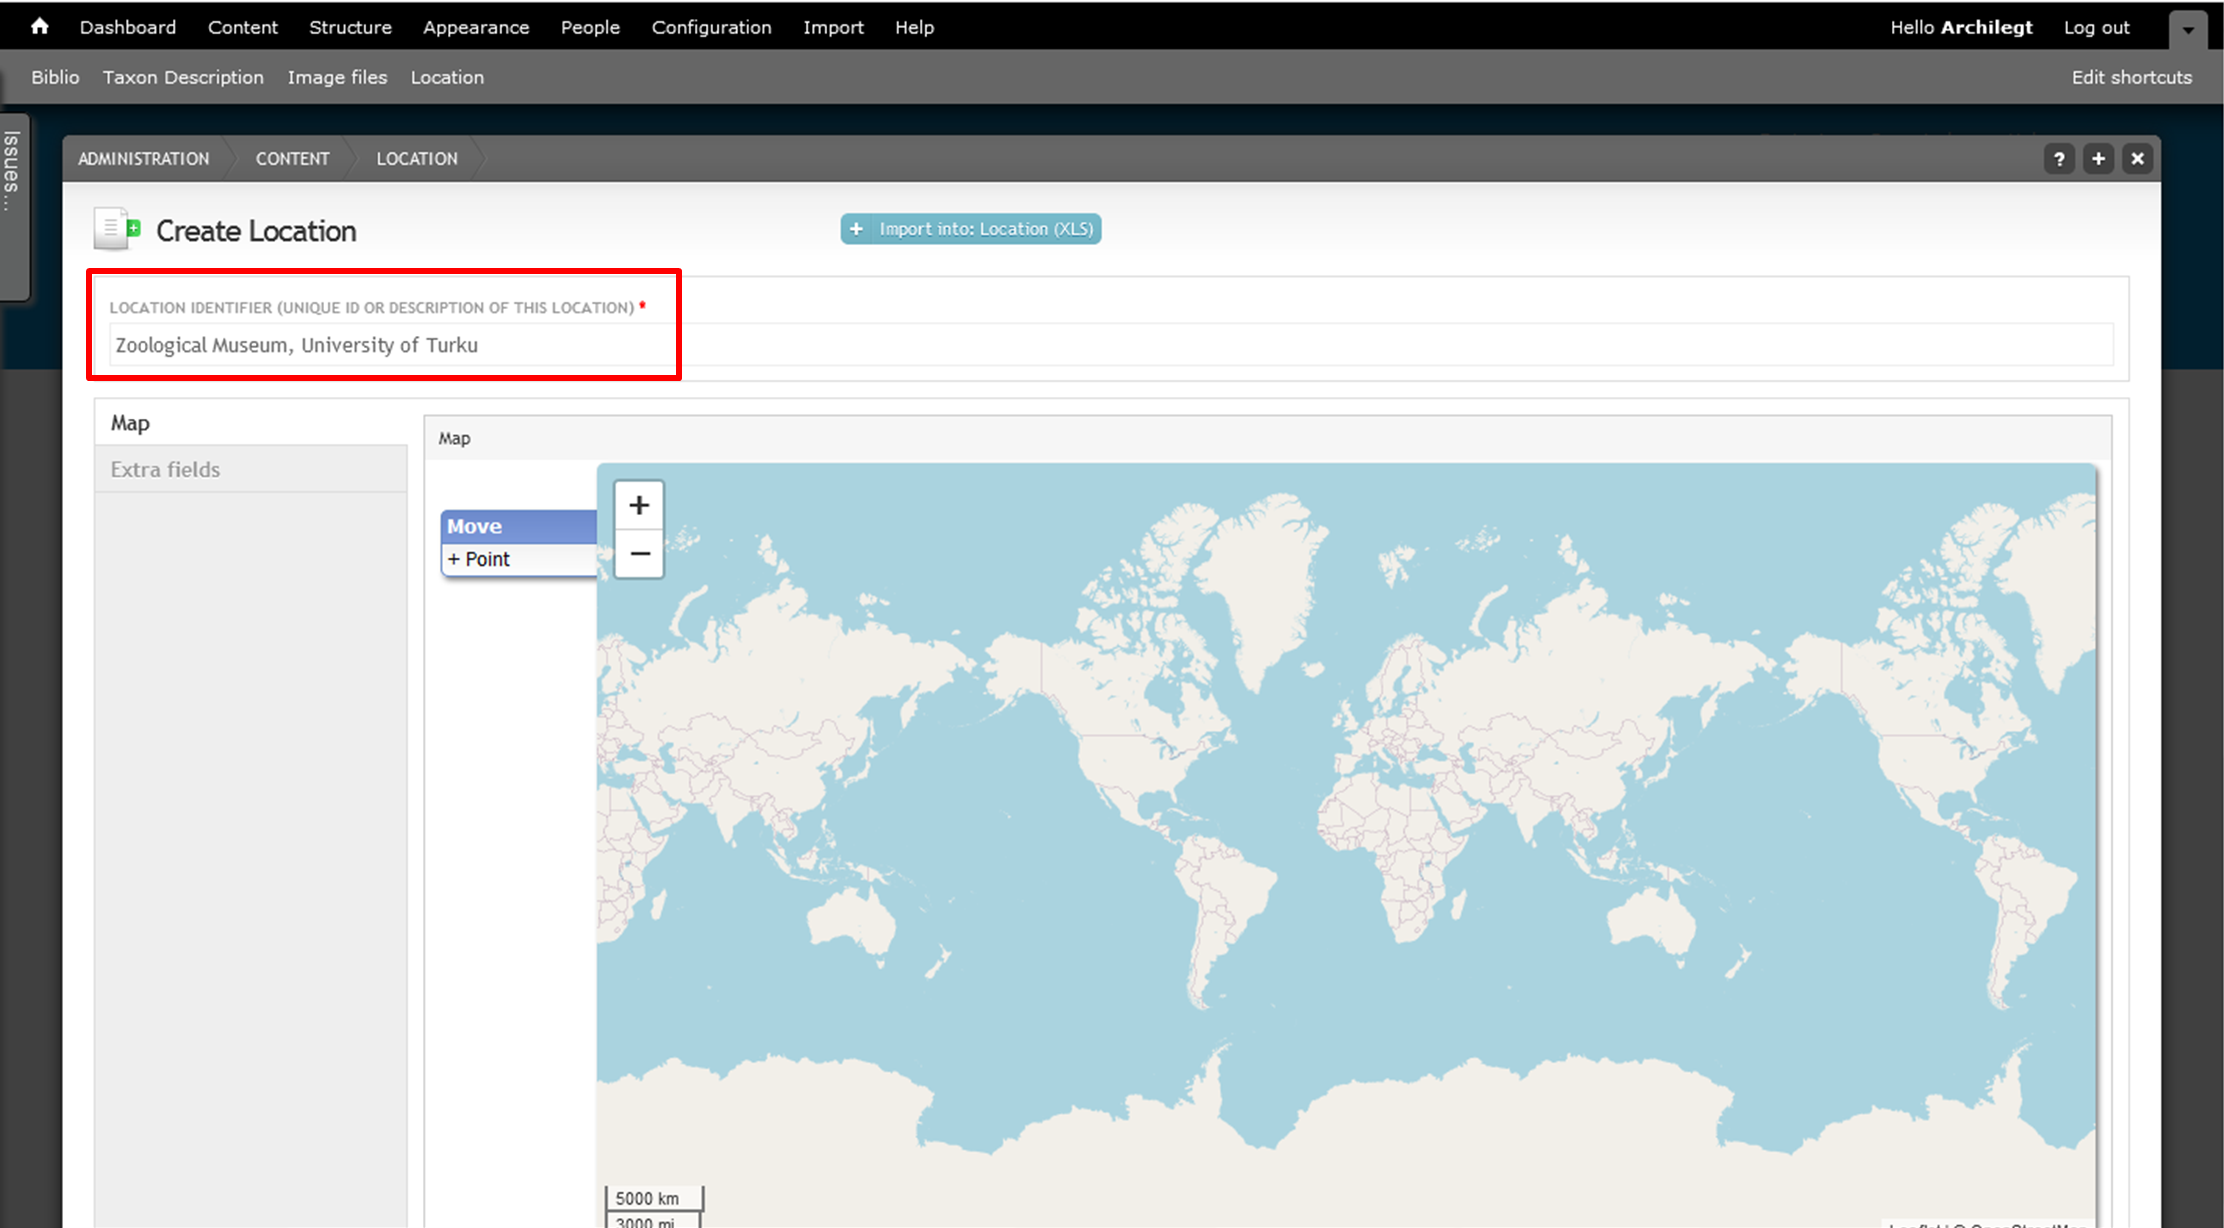 Dashboard Content Structure Appearance People Configuration Import Help Hello Archilegt Log out
Biblio Taxon Description Image files Location Edit shortcuts
Issues...
ADMINISTRATION CONTENT LOCATION ? + ×
Create Location
+ Import into: Location (XLS)
LOCATION IDENTIFIER (UNIQUE ID OR DESCRIPTION OF THIS LOCATION) *
Zoological Museum, University of Turku
Map
Extra fields
Map
Move
+ Point
+
−
5000 km
3000 mi
Leaflet | © OpenStreetMap